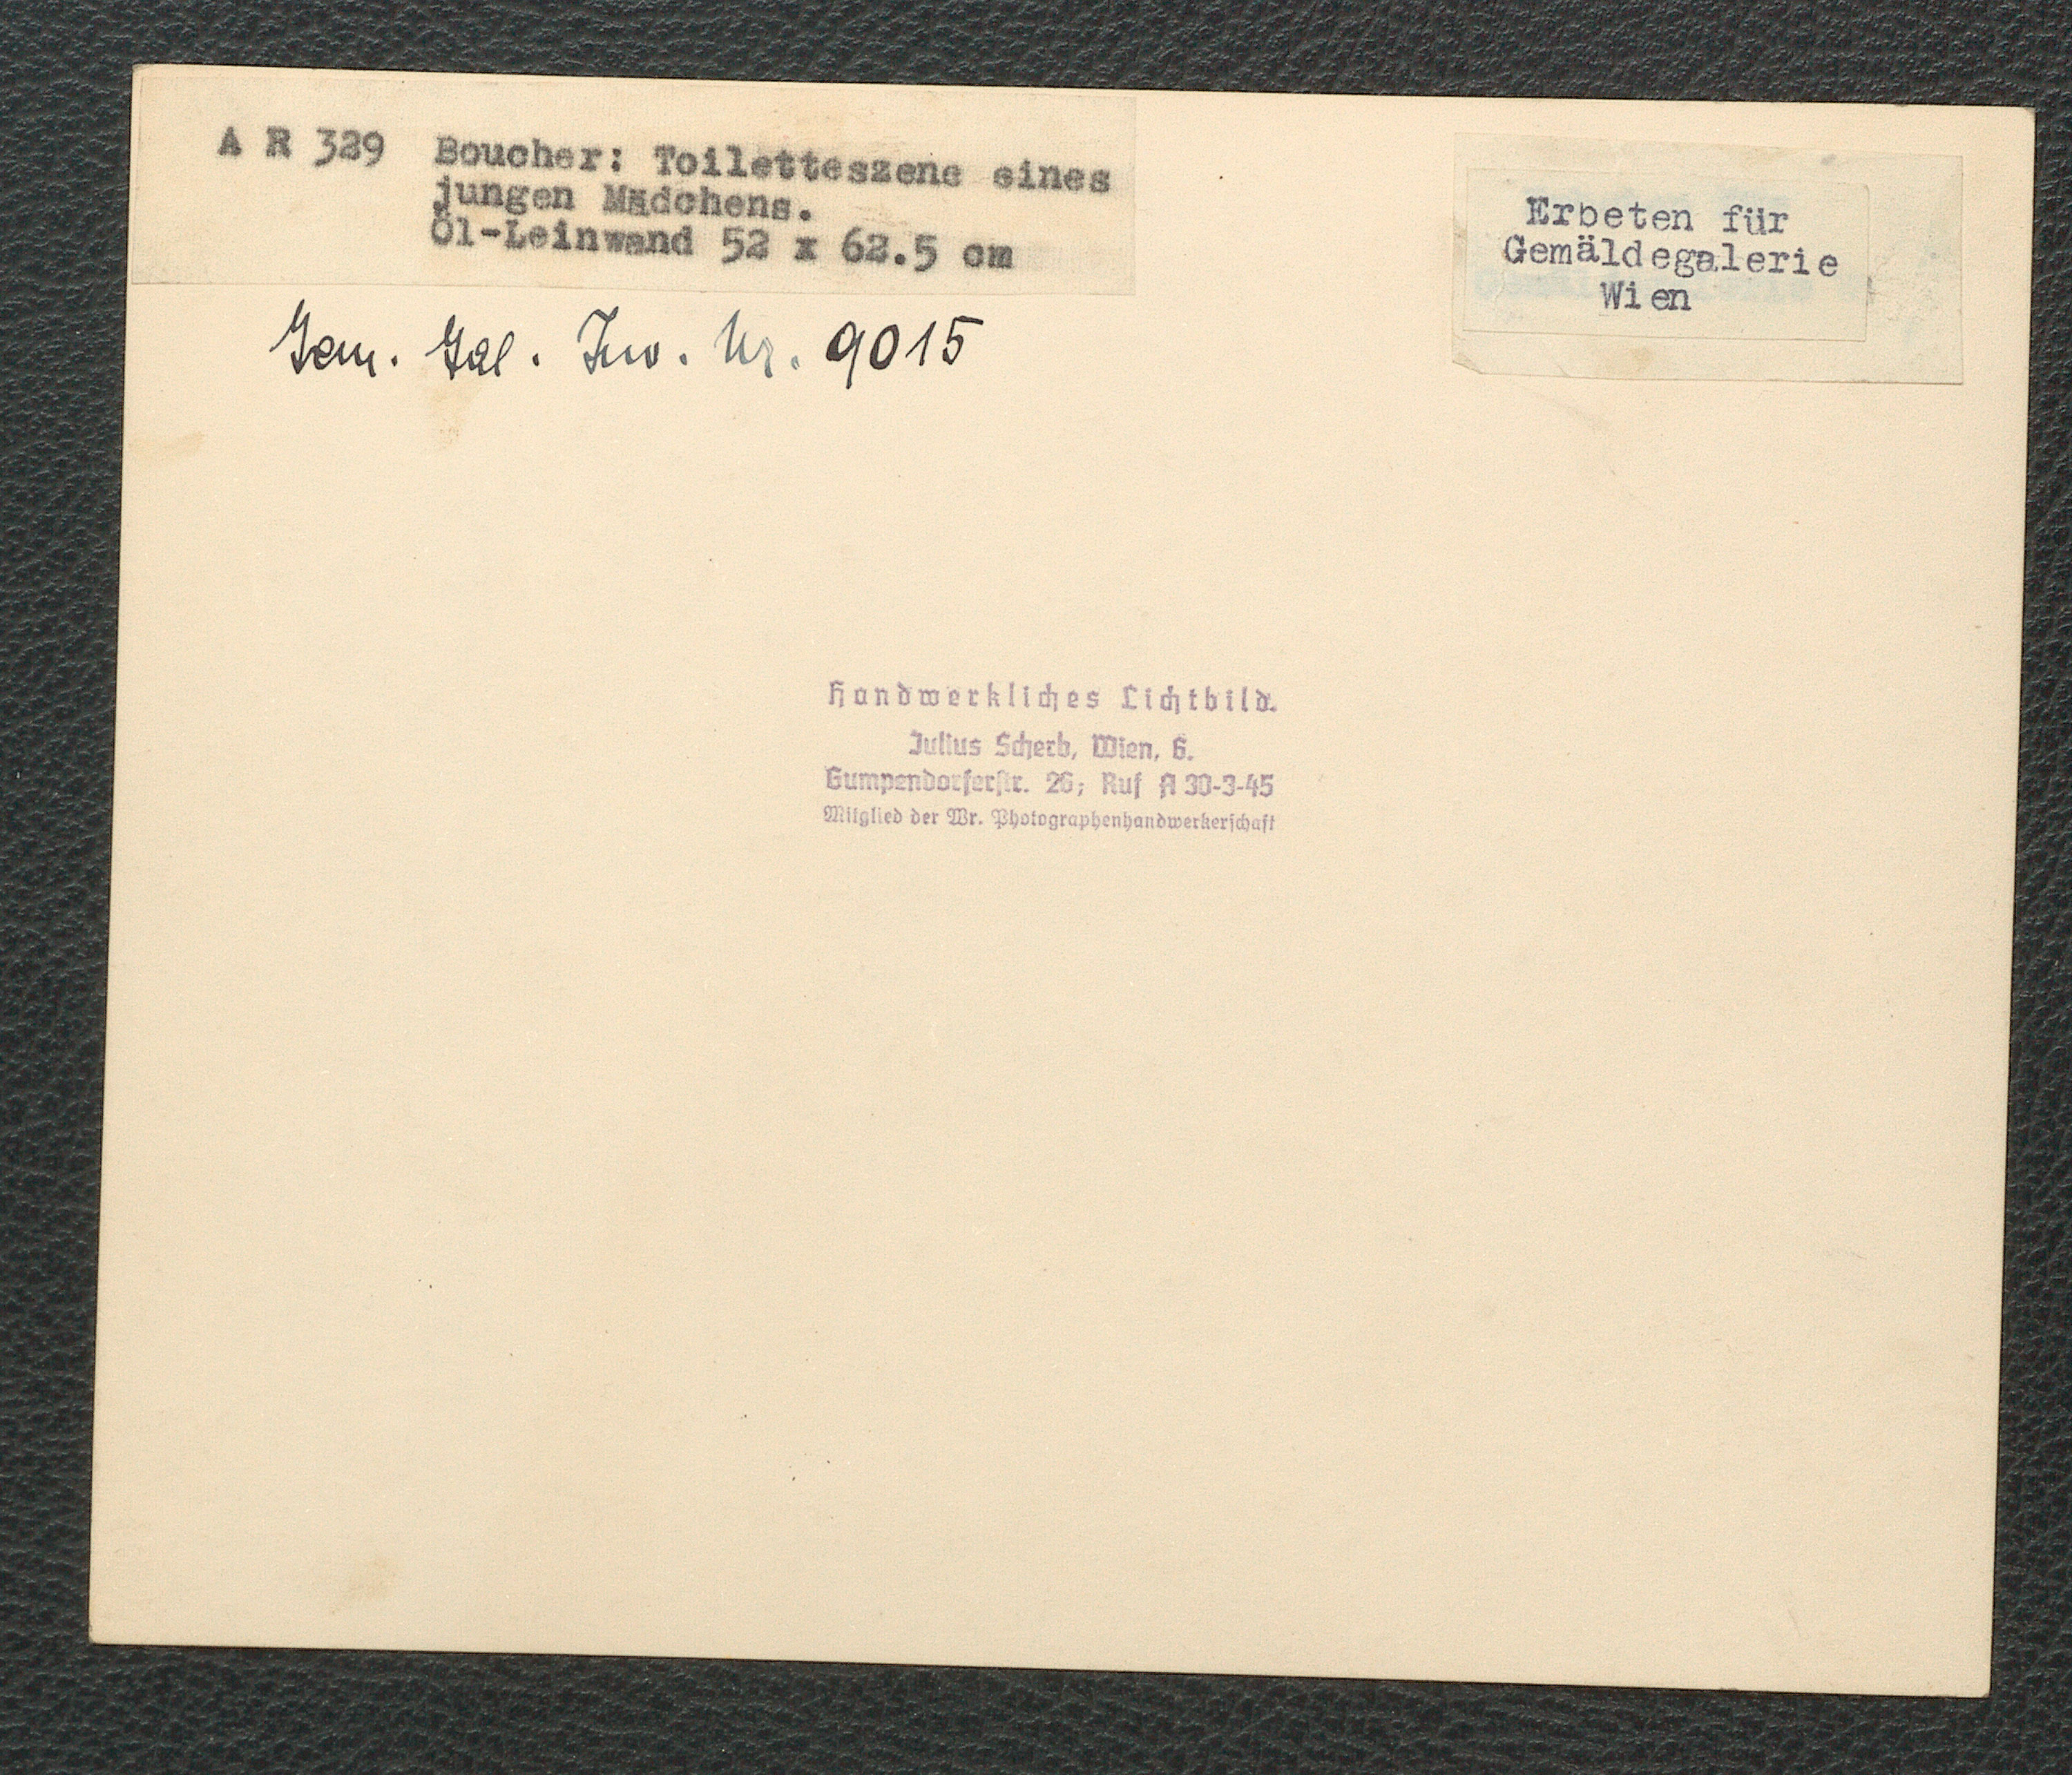 A R 329 Boucher: Toiletteszene eines
jungen Mädchens.
Öl-Leinwand 52 x 62.5 cm
Gem. Gal. Inv. Nr. 9015
Erbeten für
Gemäldegalerie
Wien
Handwerkliches Lichtbild.
Julius Scherb, Wien, 6.
Gumpendorferstr. 26; Ruf A 30-3-45
Mitglied der Wr. Photographenhandwerkerschaft